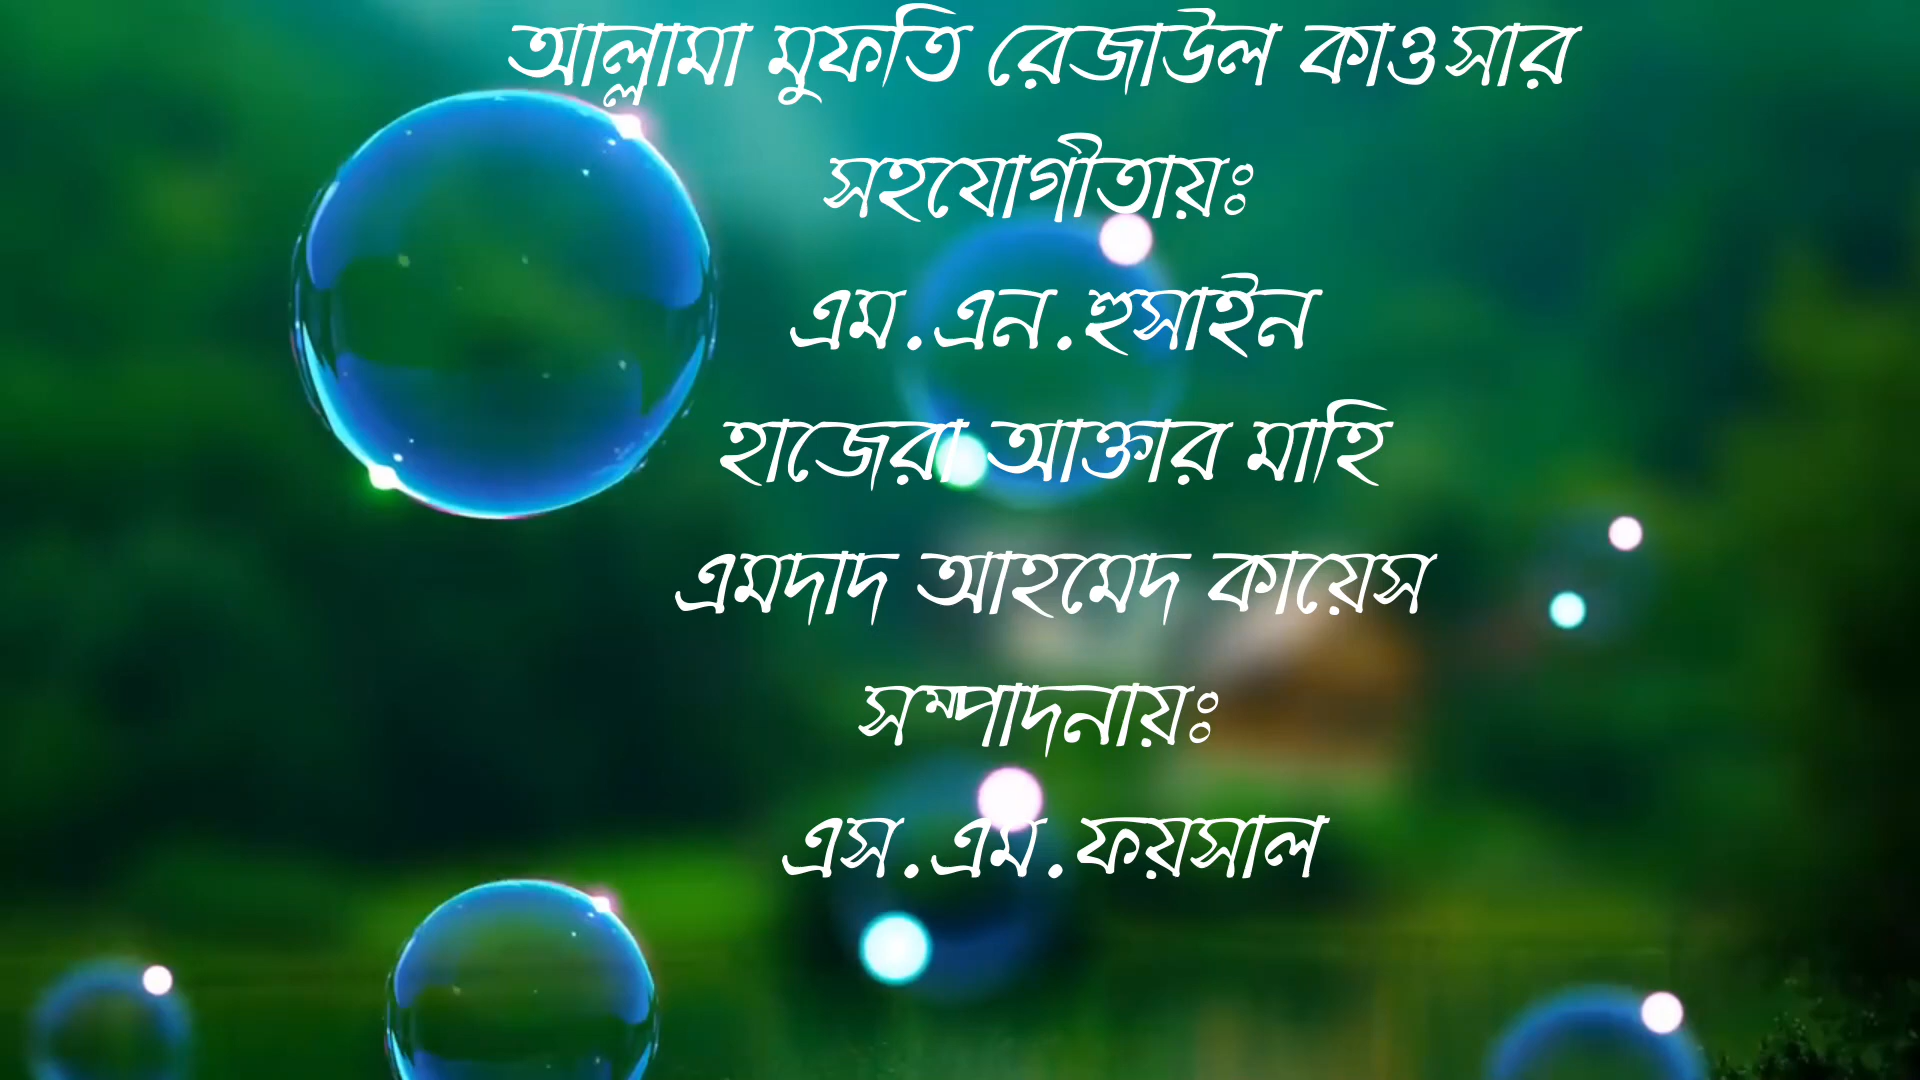 আল্লামা মুফতি রেজাউল কাওসার
সহযোগীতায়ঃ
এম.এন.হুসাইন
হাজেরা আক্তার মাহি
এমদাদ আহমেদ কায়েস
সম্পাদনায়ঃ
এস.এম.ফয়সাল